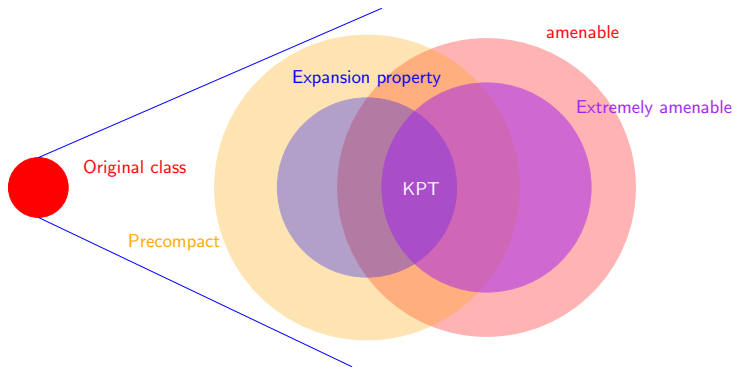 amenable
Expansion property
Extremely amenable
Original class
KPT
Precompact